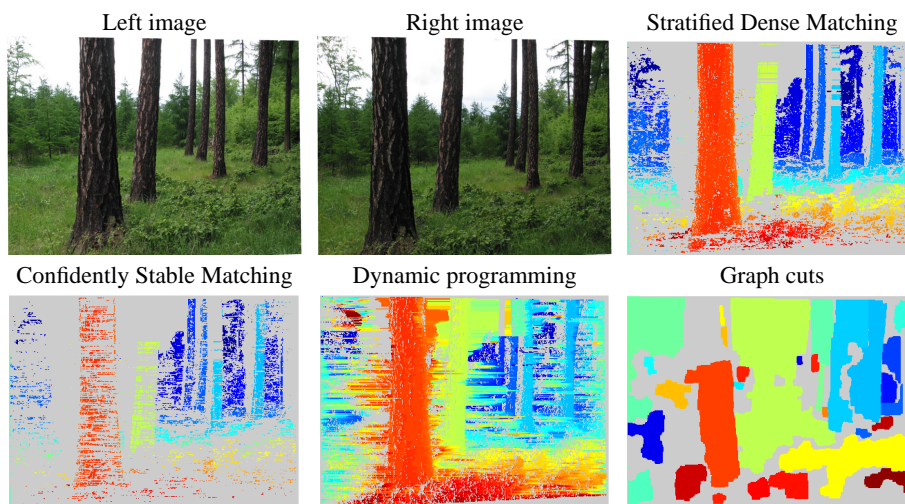 Left image
Right image
Stratified Dense Matching
Confidently Stable Matching
Dynamic programming
Graph cuts